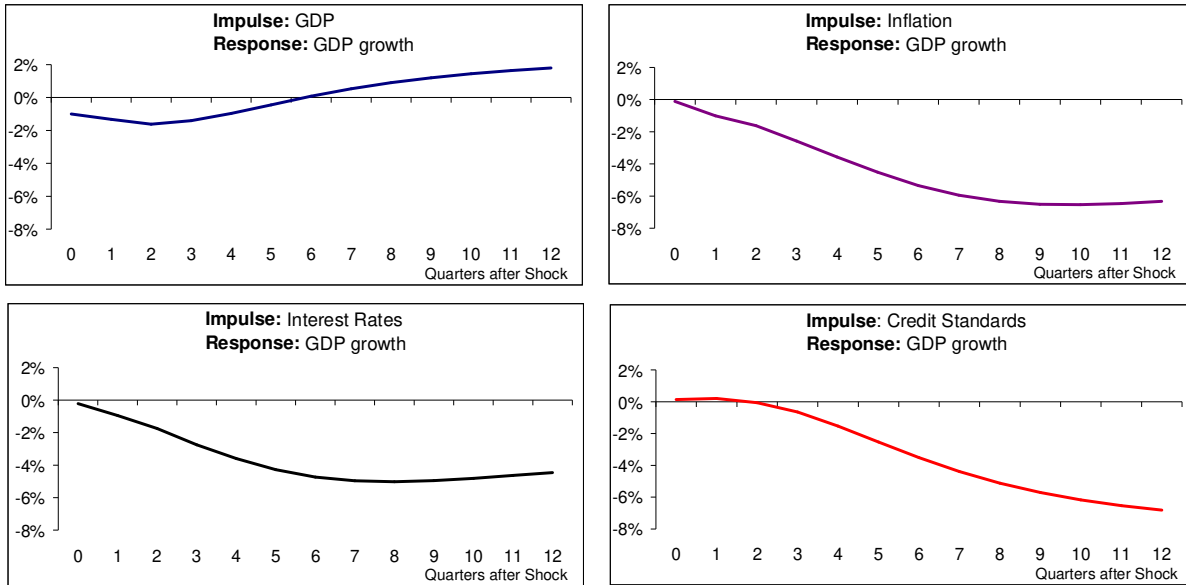 Impulse: GDP
Response: GDP growth
2%
0%
-2%
-4%
-6%
-8%
0 1 2 3 4 5 6 7 8 9 10 11 12
Quarters after Shock
Impulse: Inflation
Response: GDP growth
2%
0%
-2%
-4%
-6%
-8%
0 1 2 3 4 5 6 7 8 9 10 11 12
Quarters after Shock
Impulse: Interest Rates
Response: GDP growth
2%
0%
-2%
-4%
-6%
-8%
0 1 2 3 4 5 6 7 8 9 10 11 12
Quarters after Shock
Impulse: Credit Standards
Response: GDP growth
2%
0%
-2%
-4%
-6%
-8%
0 1 2 3 4 5 6 7 8 9 10 11 12
Quarters after Shock